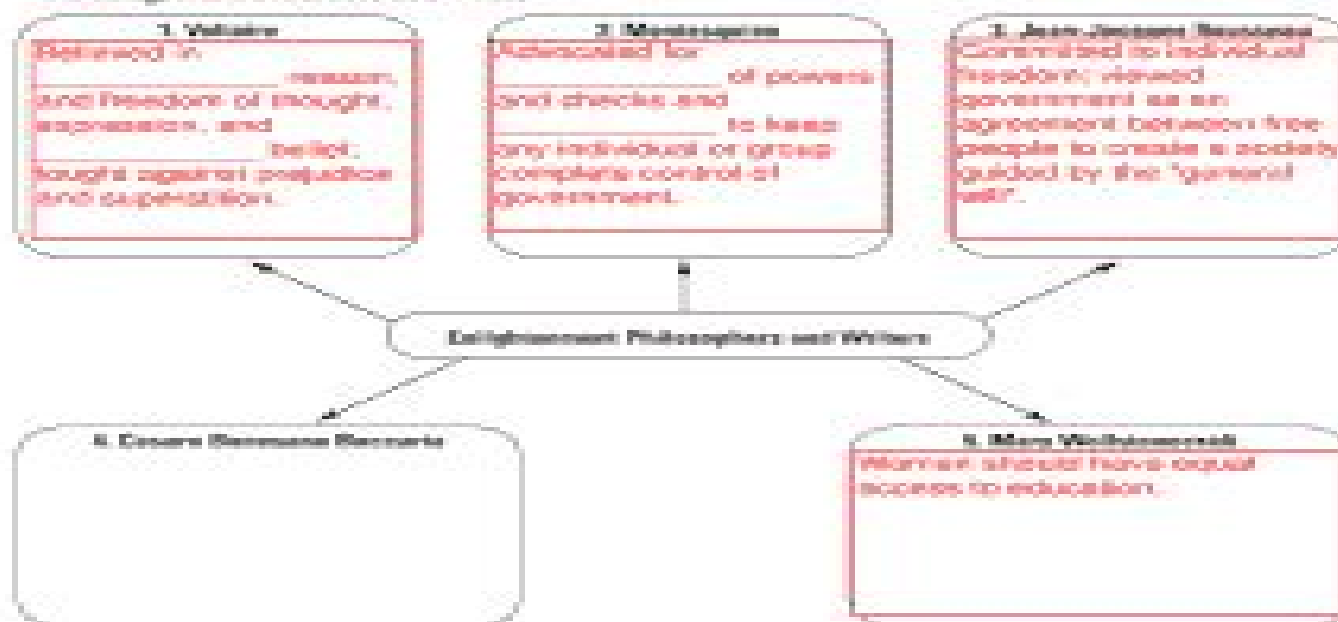 1. Voltaire
Believed in
______________ reason,
and freedom of thought,
expression, and
______________ belief;
fought against prejudice
and superstition.
2. Montesquieu
Advocated for
______________ of powers
and checks and
______________ to keep
any individual or group
complete control of
government.
3. Jean Jacques Rousseau
Committed to individual
freedom; viewed
government as an
agreement between free
people to create a society
guided by the "general
will".
Enlightenment Philosophers and Writers
4. Cesare Bonesana Beccaria
5. Mary Wollstonecraft
Women should have equal
access to education.